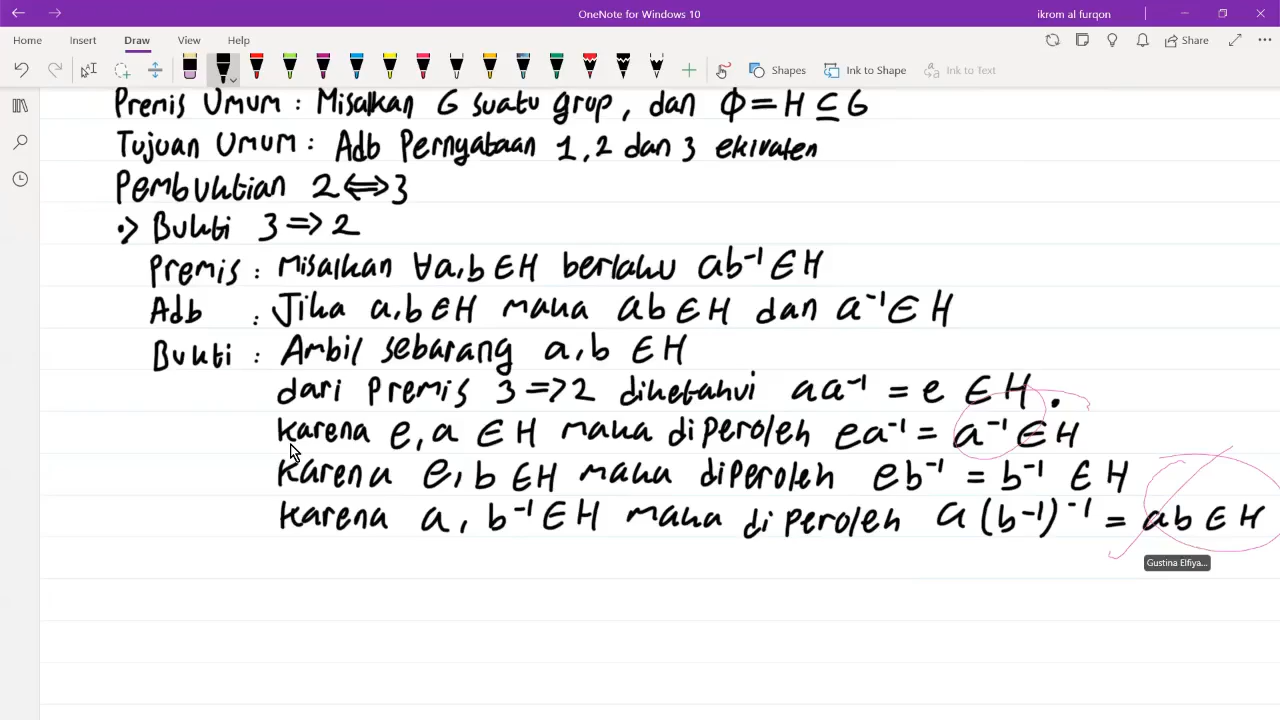 OneNote for Windows 10
ikrom al furqon
Home Insert Draw View Help
Share
Shapes Ink to Shape Ink to Text
Premis Umum : Misalkan G suatu grup, dan Φ = H ⊆ G
Tujuan Umum : Adb Pernyataan 1, 2 dan 3 ekivalen
Pembuktian 2 <=> 3
•> Bukti 3 => 2
Premis : Misalkan ∀a,b ∈ H berlaku ab⁻¹ ∈ H
Adb : Jika a,b ∈ H maka ab ∈ H dan a⁻¹ ∈ H
Bukti : Ambil sebarang a,b ∈ H
dari Premis 3 => 2 diketahui aa⁻¹ = e ∈ H .
karena e, a ∈ H maka diperoleh ea⁻¹ = a⁻¹ ∈ H
karena e, b ∈ H maka diperoleh eb⁻¹ = b⁻¹ ∈ H
karena a, b⁻¹ ∈ H maka diperoleh a(b⁻¹)⁻¹ = ab ∈ H
Gustina Elfiya...